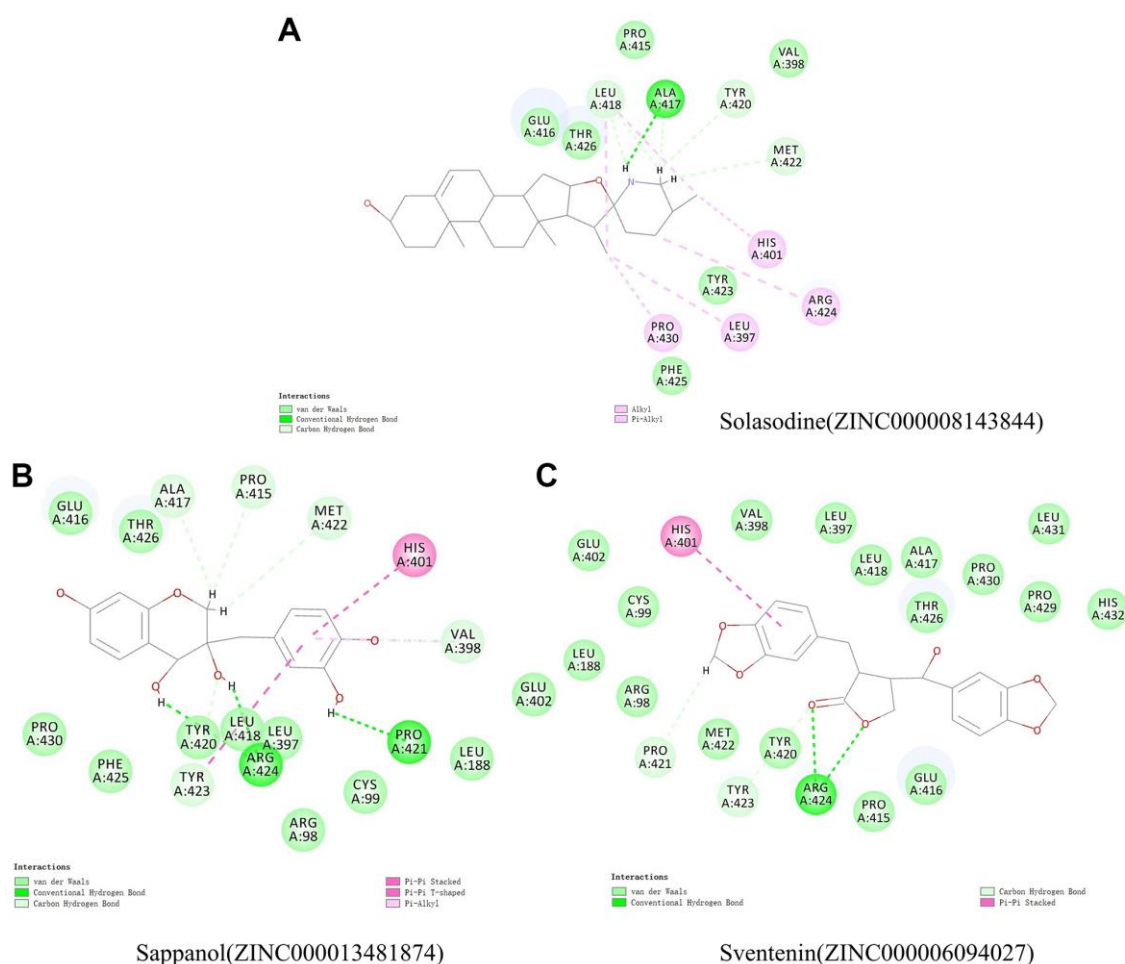 A
PRO
A:415
VAL
A:398
LEU
A:418
ALA
A:417
TYR
A:420
GLU
A:416
THR
A:426
MET
A:422
H
H
H
N
O
O
HIS
A:401
TYR
A:423
ARG
A:424
PRO
A:430
LEU
A:397
PHE
A:425
Interactions
van der Waals
Conventional Hydrogen Bond
Carbon Hydrogen Bond
Alkyl
Pi-Alkyl
Solasodine(ZINC000008143844)
B
GLU
A:416
THR
A:426
ALA
A:417
PRO
A:415
MET
A:422
HIS
A:401
VAL
A:398
O
O
H
H
O
O
O
O
H
H
H
PRO
A:430
PHE
A:425
TYR
A:420
TYR
A:423
LEU
A:418
LEU
A:397
ARG
A:424
PRO
A:421
LEU
A:188
CYS
A:99
ARG
A:98
Interactions
van der Waals
Conventional Hydrogen Bond
Carbon Hydrogen Bond
Pi-Pi Stacked
Pi-Pi T-shaped
Pi-Alkyl
Sappanol(ZINC000013481874)
C
HIS
A:401
VAL
A:398
LEU
A:397
LEU
A:431
GLU
A:402
LEU
A:418
ALA
A:417
PRO
A:430
CYS
A:99
THR
A:426
PRO
A:429
HIS
A:432
LEU
A:188
GLU
A:402
ARG
A:98
H
O
O
O
O
O
O
O
PRO
A:421
MET
A:422
TYR
A:420
TYR
A:423
ARG
A:424
PRO
A:415
GLU
A:416
Interactions
van der Waals
Conventional Hydrogen Bond
Carbon Hydrogen Bond
Pi-Pi Stacked
Sventenin(ZINC000006094027)